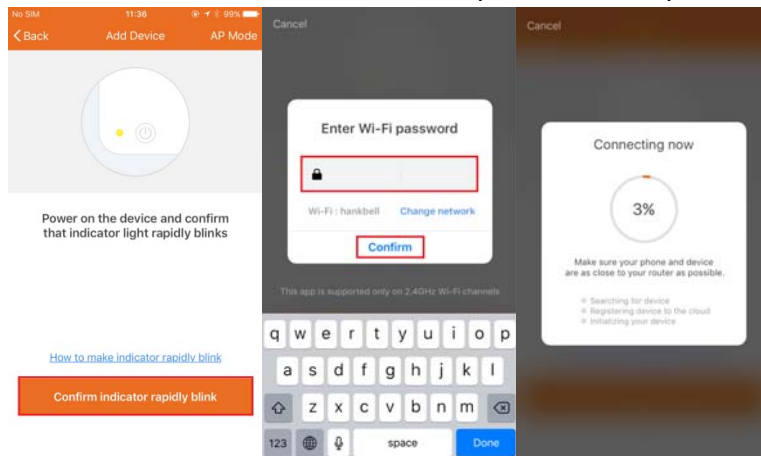 No SIM 11:36 99%
Back Add Device AP Mode
Power on the device and confirm
that indicator light rapidly blinks
How to make indicator rapidly blink
Confirm indicator rapidly blink
Cancel
Enter Wi-Fi password
Wi-Fi : hankbell Change network
Confirm
This app is supported only on 2.4GHz Wi-Fi channels
q w e r t y u i o p
a s d f g h j k l
z x c v b n m
123 space Done
Cancel
Connecting now
3%
Make sure your phone and device
are as close to your router as possible.
Searching for device
Registering device to the cloud
Initializing your device